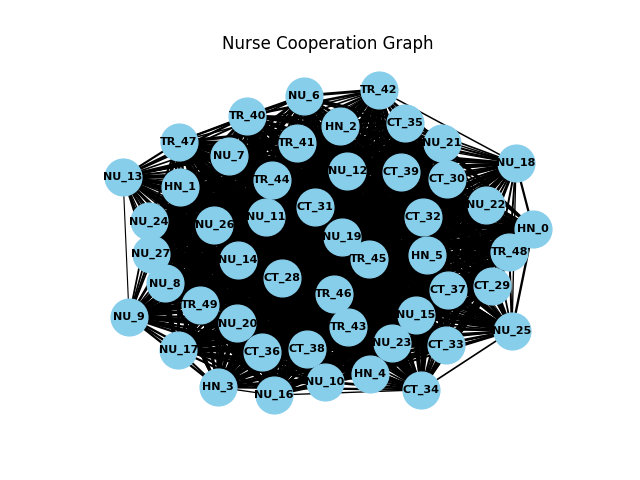 Nurse Cooperation Graph
TR_42
NU_6
TR_40
CT_35
HN_2
TR_47
TR_41
NU_21
NU_7
NU_18
NU_12
CT_39
NU_13
TR_44
CT_30
HN_1
NU_22
CT_31
NU_11
CT_32
NU_24
NU_26
HN_0
NU_19
TR_48
NU_27
HN_5
TR_45
NU_14
CT_28
NU_8
CT_29
CT_37
TR_46
TR_49
NU_15
NU_9
NU_20
TR_43
NU_25
NU_23
CT_33
CT_38
NU_17
CT_36
HN_4
NU_10
HN_3
CT_34
NU_16